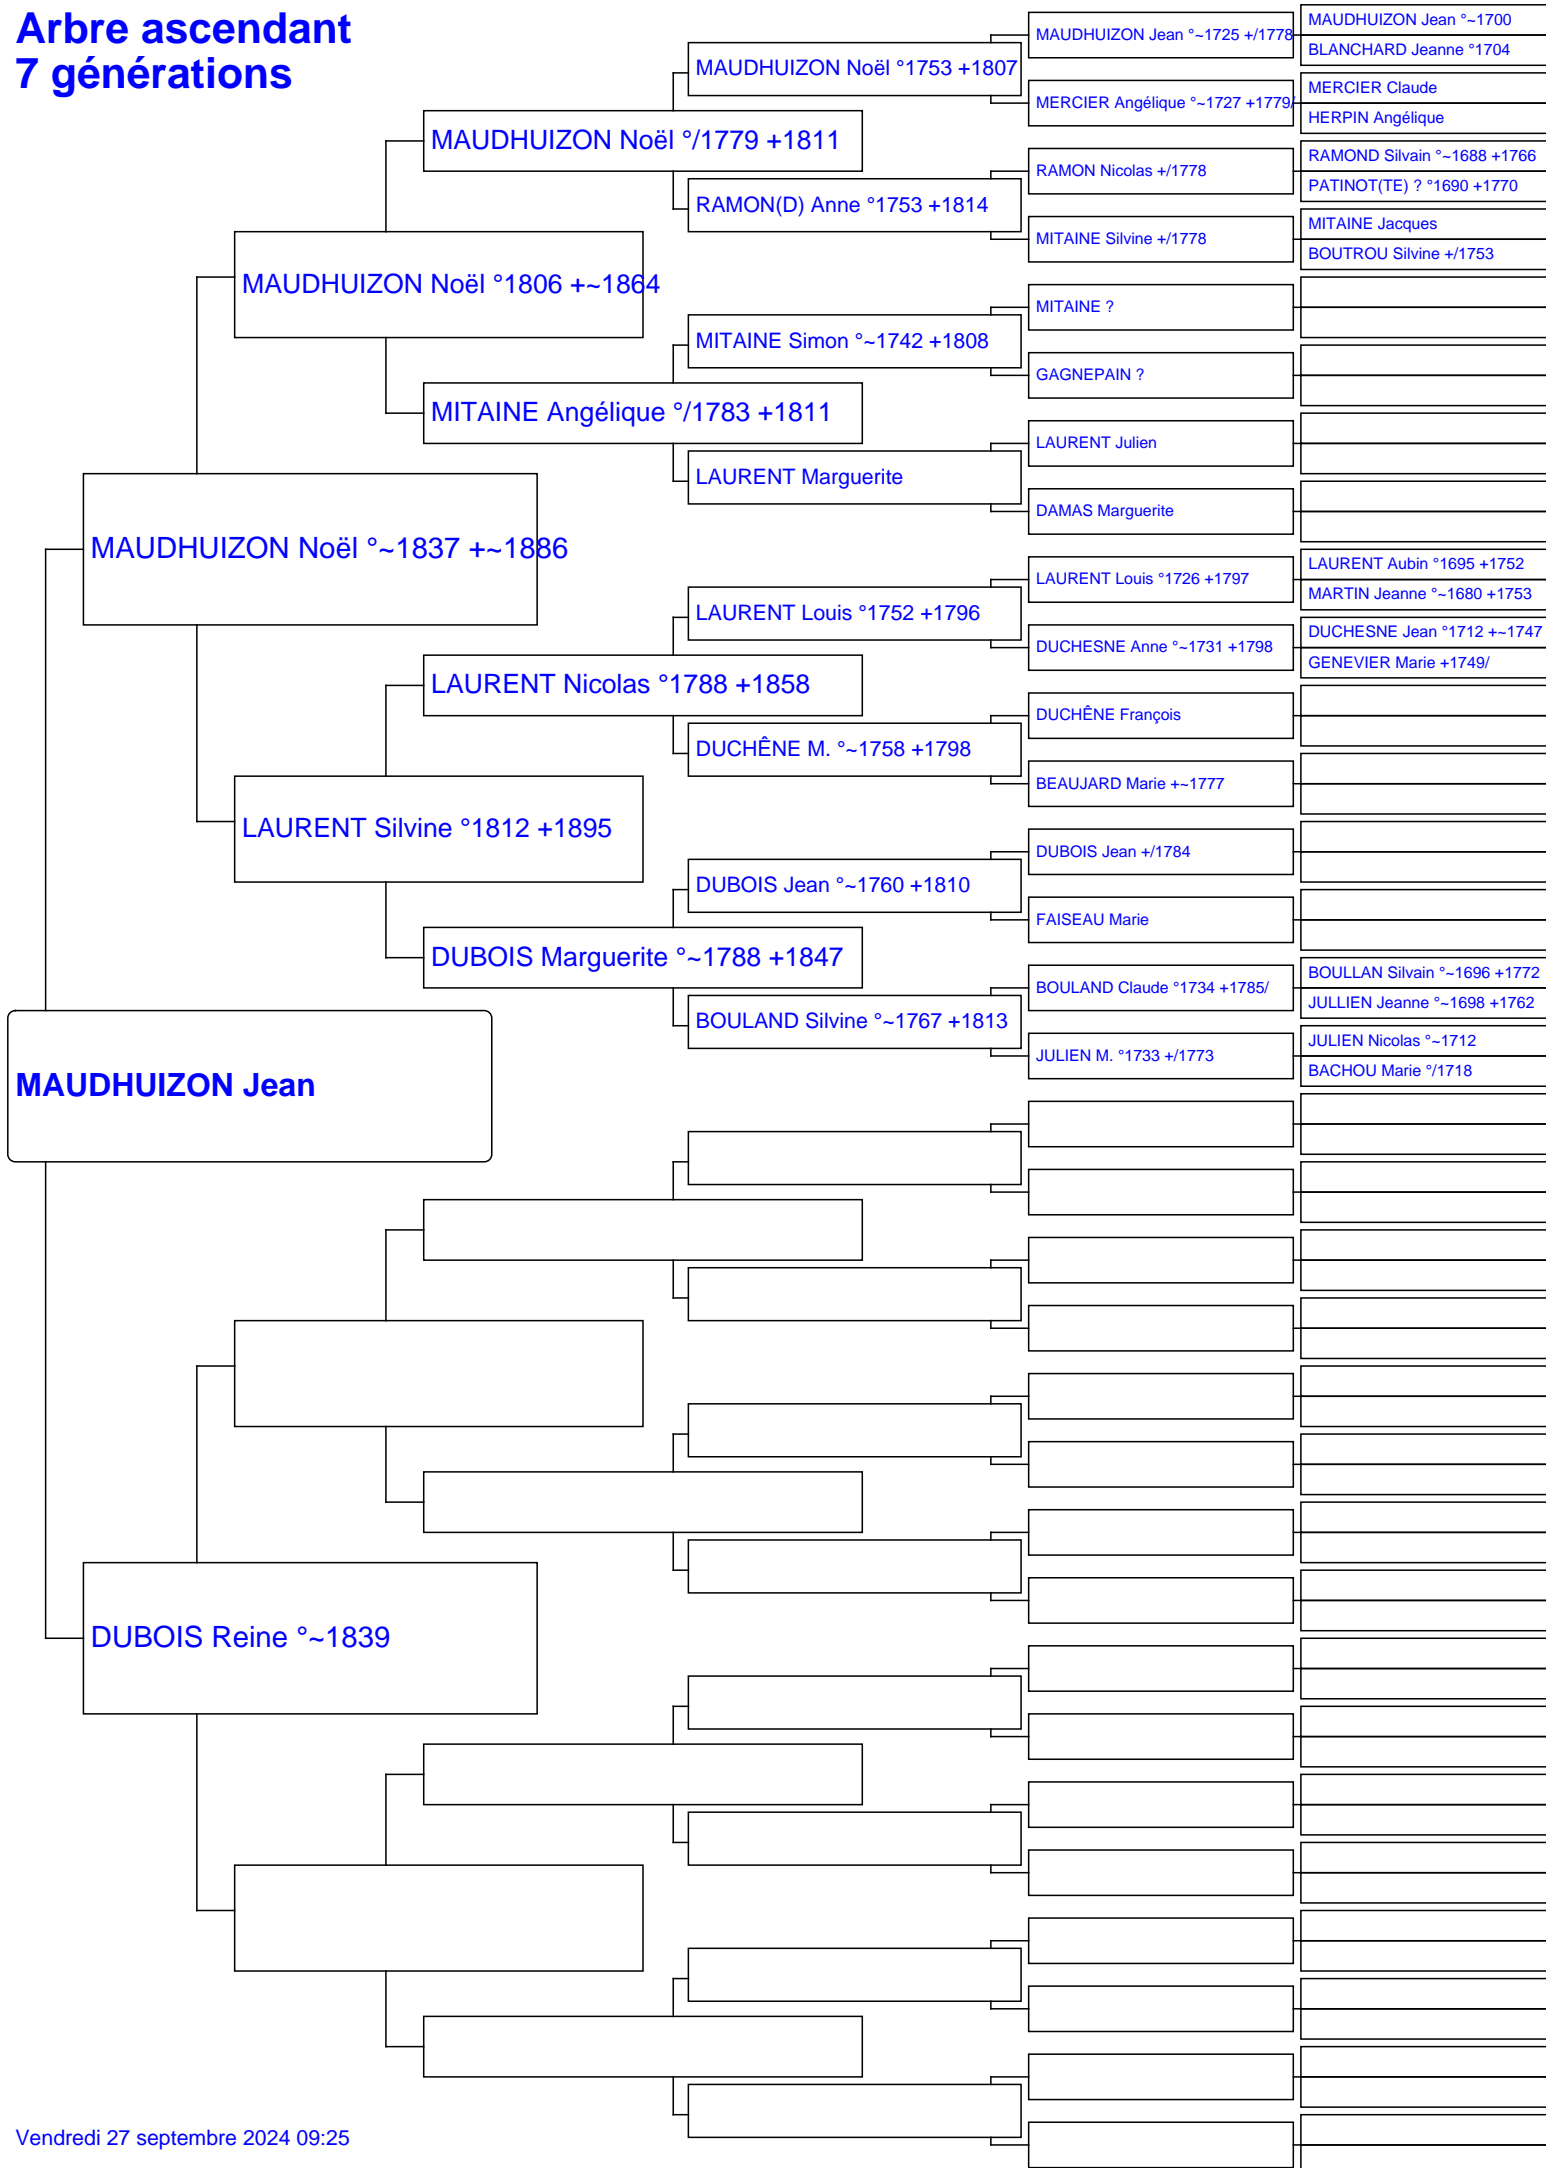 Arbre ascendant
7 générations
MAUDHUIZON Jean
MAUDHUIZON Noël °~1837 +~1886
DUBOIS Reine °~1839
MAUDHUIZON Noël °1806 +~1864
LAURENT Silvine °1812 +1895
MAUDHUIZON Noël °/1779 +1811
MITAINE Angélique °/1783 +1811
LAURENT Nicolas °1788 +1858
DUBOIS Marguerite °~1788 +1847
MAUDHUIZON Noël °1753 +1807
RAMON(D) Anne °1753 +1814
MITAINE Simon °~1742 +1808
LAURENT Marguerite
LAURENT Louis °1752 +1796
DUCHÊNE M. °~1758 +1798
DUBOIS Jean °~1760 +1810
BOULAND Silvine °~1767 +1813
MAUDHUIZON Jean °~1725 +/1778
MERCIER Angélique °~1727 +1779/
RAMON Nicolas +/1778
MITAINE Silvine +/1778
MITAINE ?
GAGNEPAIN ?
LAURENT Julien
DAMAS Marguerite
LAURENT Louis °1726 +1797
DUCHESNE Anne °~1731 +1798
DUCHÊNE François
BEAUJARD Marie +~1777
DUBOIS Jean +/1784
FAISEAU Marie
BOULAND Claude °1734 +1785/
JULIEN M. °1733 +/1773
MAUDHUIZON Jean °~1700
BLANCHARD Jeanne °1704
MERCIER Claude
HERPIN Angélique
RAMOND Silvain °~1688 +1766
PATINOT(TE) ? °1690 +1770
MITAINE Jacques
BOUTROU Silvine +/1753
LAURENT Aubin °1695 +1752
MARTIN Jeanne °~1680 +1753
DUCHESNE Jean °1712 +~1747
GENEVIER Marie +1749/
BOULLAN Silvain °~1696 +1772
JULLIEN Jeanne °~1698 +1762
JULIEN Nicolas °~1712
BACHOU Marie °/1718
Vendredi 27 septembre 2024 09:25